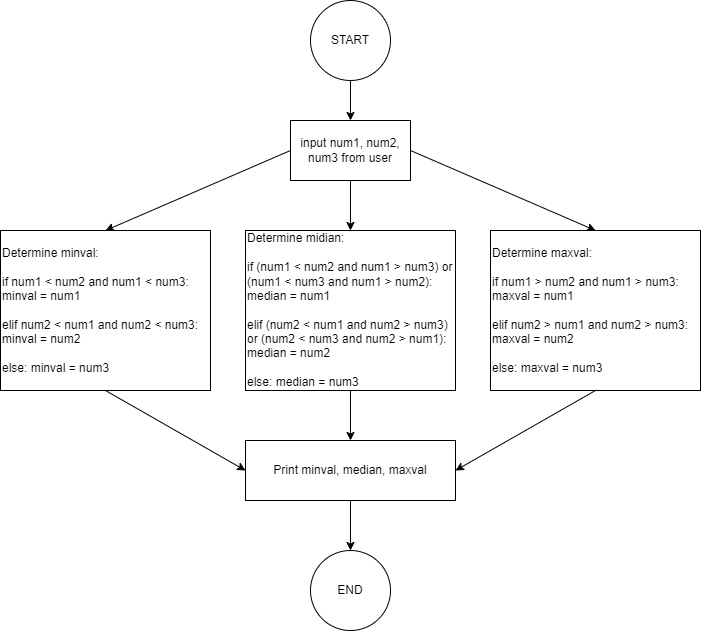 START
input num1, num2,
num3 from user
Determine minval:
if num1 < num2 and num1 < num3:
minval = num1
elif num2 < num1 and num2 < num3:
minval = num2
else: minval = num3
Determine midian:
if (num1 < num2 and num1 > num3) or
(num1 < num3 and num1 > num2):
median = num1
elif (num2 < num1 and num2 > num3)
or (num2 < num3 and num2 > num1):
median = num2
else: median = num3
Determine maxval:
if num1 > num2 and num1 > num3:
maxval = num1
elif num2 > num1 and num2 > num3:
maxval = num2
else: maxval = num3
Print minval, median, maxval
END